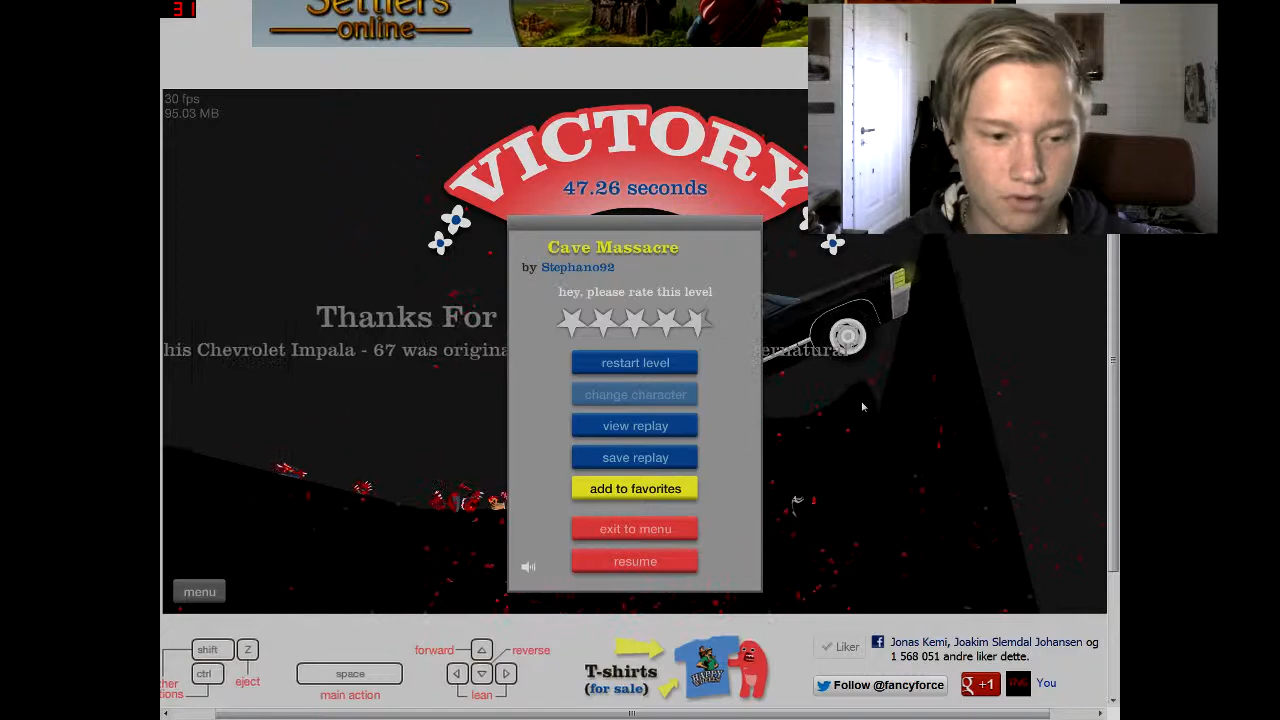 31
Settlers
online
30 fps
95.03 MB
VICTORY
47.26 seconds
Cave Massacre
by Stephano92
hey, please rate this level
Thanks For
his Chevrolet Impala - 67 was origina
ernatural
restart level
change character
view replay
save replay
add to favorites
exit to menu
resume
menu
shift
Z
ctrl
eject
space
main action
forward
reverse
lean
T-shirts
(for sale)
HAPPY
Liker
Jonas Kemi, Joakim Slemdal Johansen og
1 568 051 andre liker dette.
Follow @fancyforce
g +1
You